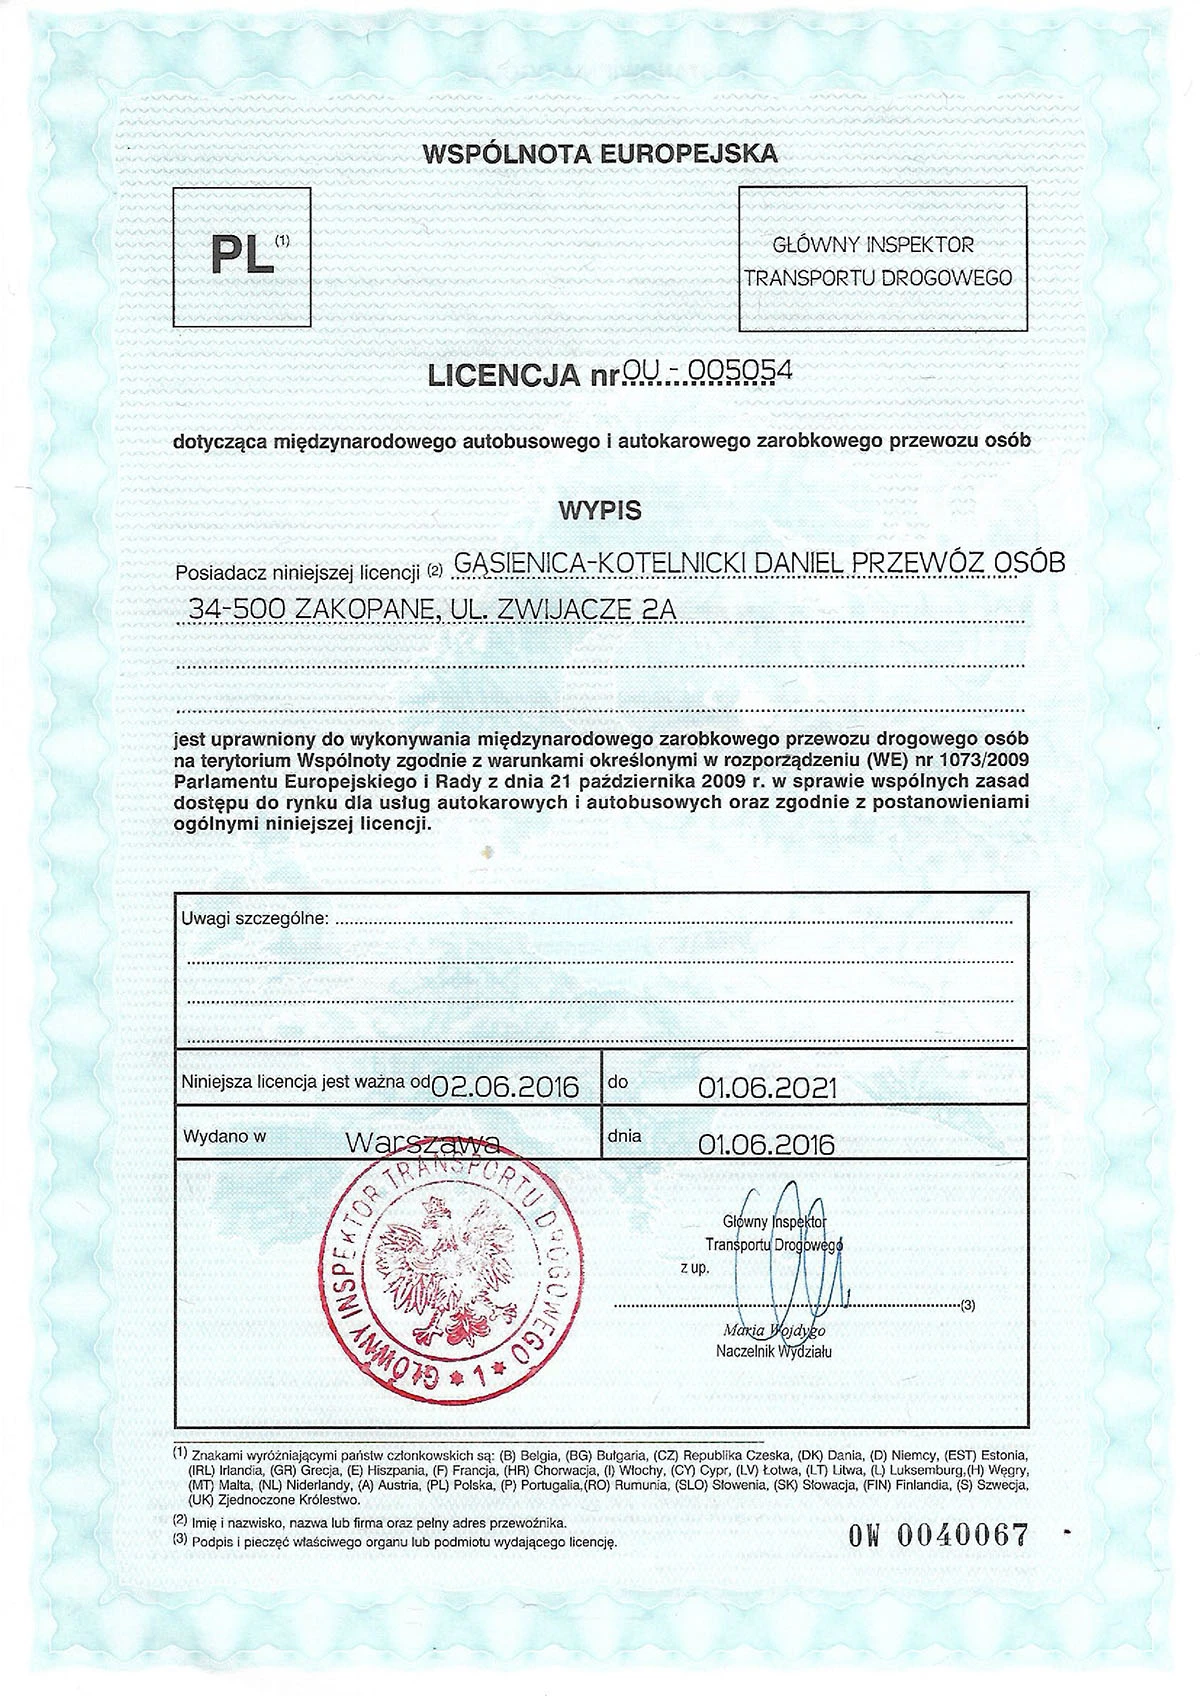 WSPÓLNOTA EUROPEJSKA
PL (1)
GŁÓWNY INSPEKTOR
TRANSPORTU DROGOWEGO
LICENCJA nr OU - 005054
dotycząca międzynarodowego autobusowego i autokarowego zarobkowego przewozu osób
WYPIS
Posiadacz niniejszej licencji (2) GĄSIENICA-KOTELNICKI DANIEL PRZEWÓZ OSÓB
34-500 ZAKOPANE, UL. ZWIJACZE 2A
jest uprawniony do wykonywania międzynarodowego zarobkowego przewozu drogowego osób
na terytorium Wspólnoty zgodnie z warunkami określonymi w rozporządzeniu (WE) nr 1073/2009
Parlamentu Europejskiego i Rady z dnia 21 października 2009 r. w sprawie wspólnych zasad
dostępu do rynku dla usług autokarowych i autobusowych oraz zgodnie z postanowieniami
ogólnymi niniejszej licencji.
Uwagi szczególne:
Niniejsza licencja jest ważna od 02.06.2016 do 01.06.2021
Wydano w Warszawa dnia 01.06.2016
GŁÓWNY INSPEKTOR TRANSPORTU DROGOWEGO * 1 *
Główny Inspektor
Transportu Drogowego
z up.
(3)
Maria Wojdygo
Naczelnik Wydziału
(1) Znakami wyróżniającymi państw członkowskich są: (B) Belgia, (BG) Bułgaria, (CZ) Republika Czeska, (DK) Dania, (D) Niemcy, (EST) Estonia,
(IRL) Irlandia, (GR) Grecja, (E) Hiszpania, (F) Francja, (HR) Chorwacja, (I) Włochy, (CY) Cypr, (LV) Łotwa, (LT) Litwa, (L) Luksemburg,(H) Węgry,
(MT) Malta, (NL) Niderlandy, (A) Austria, (PL) Polska, (P) Portugalia,(RO) Rumunia, (SLO) Słowenia, (SK) Słowacja, (FIN) Finlandia, (S) Szwecja,
(UK) Zjednoczone Królestwo.
(2) Imię i nazwisko, nazwa lub firma oraz pełny adres przewoźnika.
(3) Podpis i pieczęć właściwego organu lub podmiotu wydającego licencję.
OW 0040067